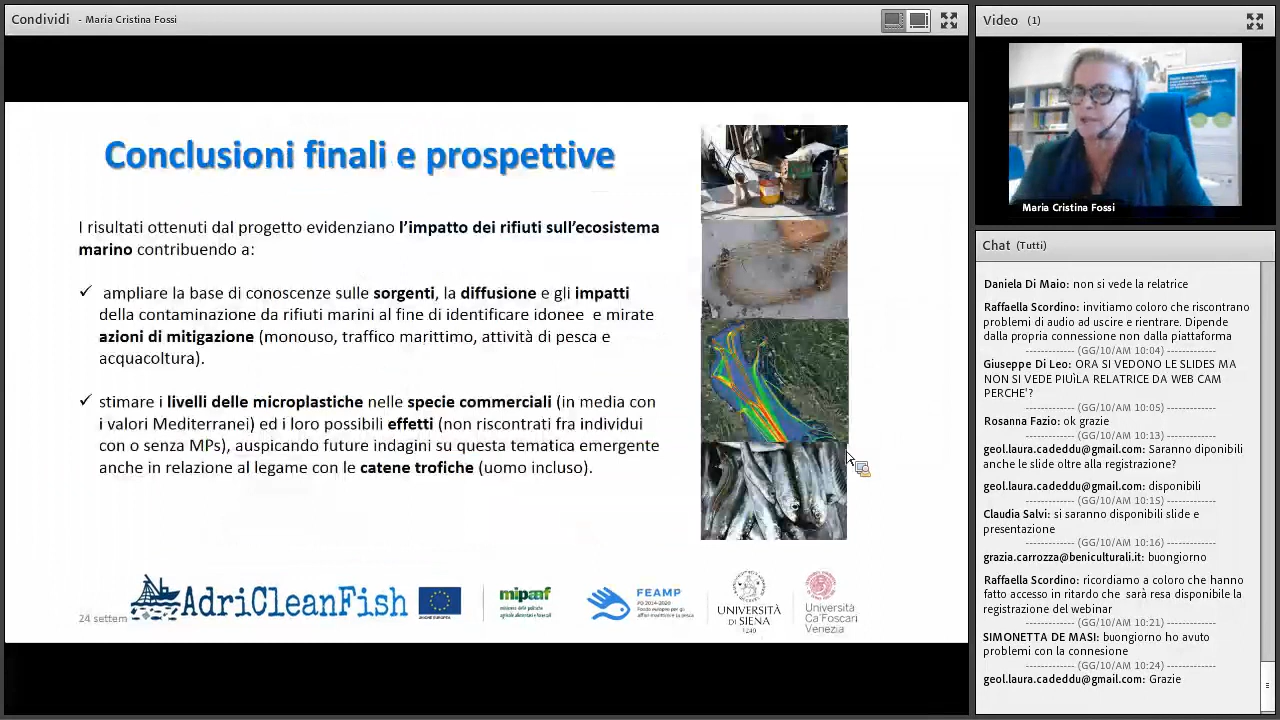 Condividi - Maria Cristina Fossi
Conclusioni finali e prospettive
I risultati ottenuti dal progetto evidenziano l'impatto dei rifiuti sull'ecosistema
marino contribuendo a:
✓ ampliare la base di conoscenze sulle sorgenti, la diffusione e gli impatti
della contaminazione da rifiuti marini al fine di identificare idonee e mirate
azioni di mitigazione (monouso, traffico marittimo, attività di pesca e
acquacoltura).
✓ stimare i livelli delle microplastiche nelle specie commerciali (in media con
i valori Mediterranei) ed i loro possibili effetti (non riscontrati fra individui
con o senza MPs), auspicando future indagini su questa tematica emergente
anche in relazione al legame con le catene trofiche (uomo incluso).
24 settem
AdriCleanFish
UNIONE EUROPEA
mipaaf
ministero delle politiche
agricole alimentari e forestali
FEAMP
PO 2014-2020
Fondo europeo per gli
affari marittimi e la pesca
UNIVERSITÀ
DI SIENA
1240
Università
Ca'Foscari
Venezia
Video (1)
Maria Cristina Fossi
Chat (Tutti)
Daniela Di Maio: non si vede la relatrice
Raffaella Scordino: invitiamo coloro che riscontrano
problemi di audio ad uscire e rientrare. Dipende
dalla propria connessione non dalla piattaforma
------------- (GG/10/AM 10:04) -------------
Giuseppe Di Leo: ORA SI VEDONO LE SLIDES MA
NON SI VEDE PIUìLA RELATRICE DA WEB CAM
PERCHE'?
------------- (GG/10/AM 10:05) -------------
Rosanna Fazio: ok grazie
------------- (GG/10/AM 10:13) -------------
geol.laura.cadeddu@gmail.com: Saranno diponibili
anche le slide oltre alla registrazione?
geol.laura.cadeddu@gmail.com: disponibili
------------- (GG/10/AM 10:15) -------------
Claudia Salvi: si saranno disponibili slide e
presentazione
------------- (GG/10/AM 10:16) -------------
grazia.carrozza@beniculturali.it: buongiorno
Raffaella Scordino: ricordiamo a coloro che hanno
fatto accesso in ritardo che sarà resa disponibile la
registrazione del webimar
------------- (GG/10/AM 10:21) -------------
SIMONETTA DE MASI: buongiorno ho avuto
problemi con la connesione
------------- (GG/10/AM 10:24) -------------
geol.laura.cadeddu@gmail.com: Grazie